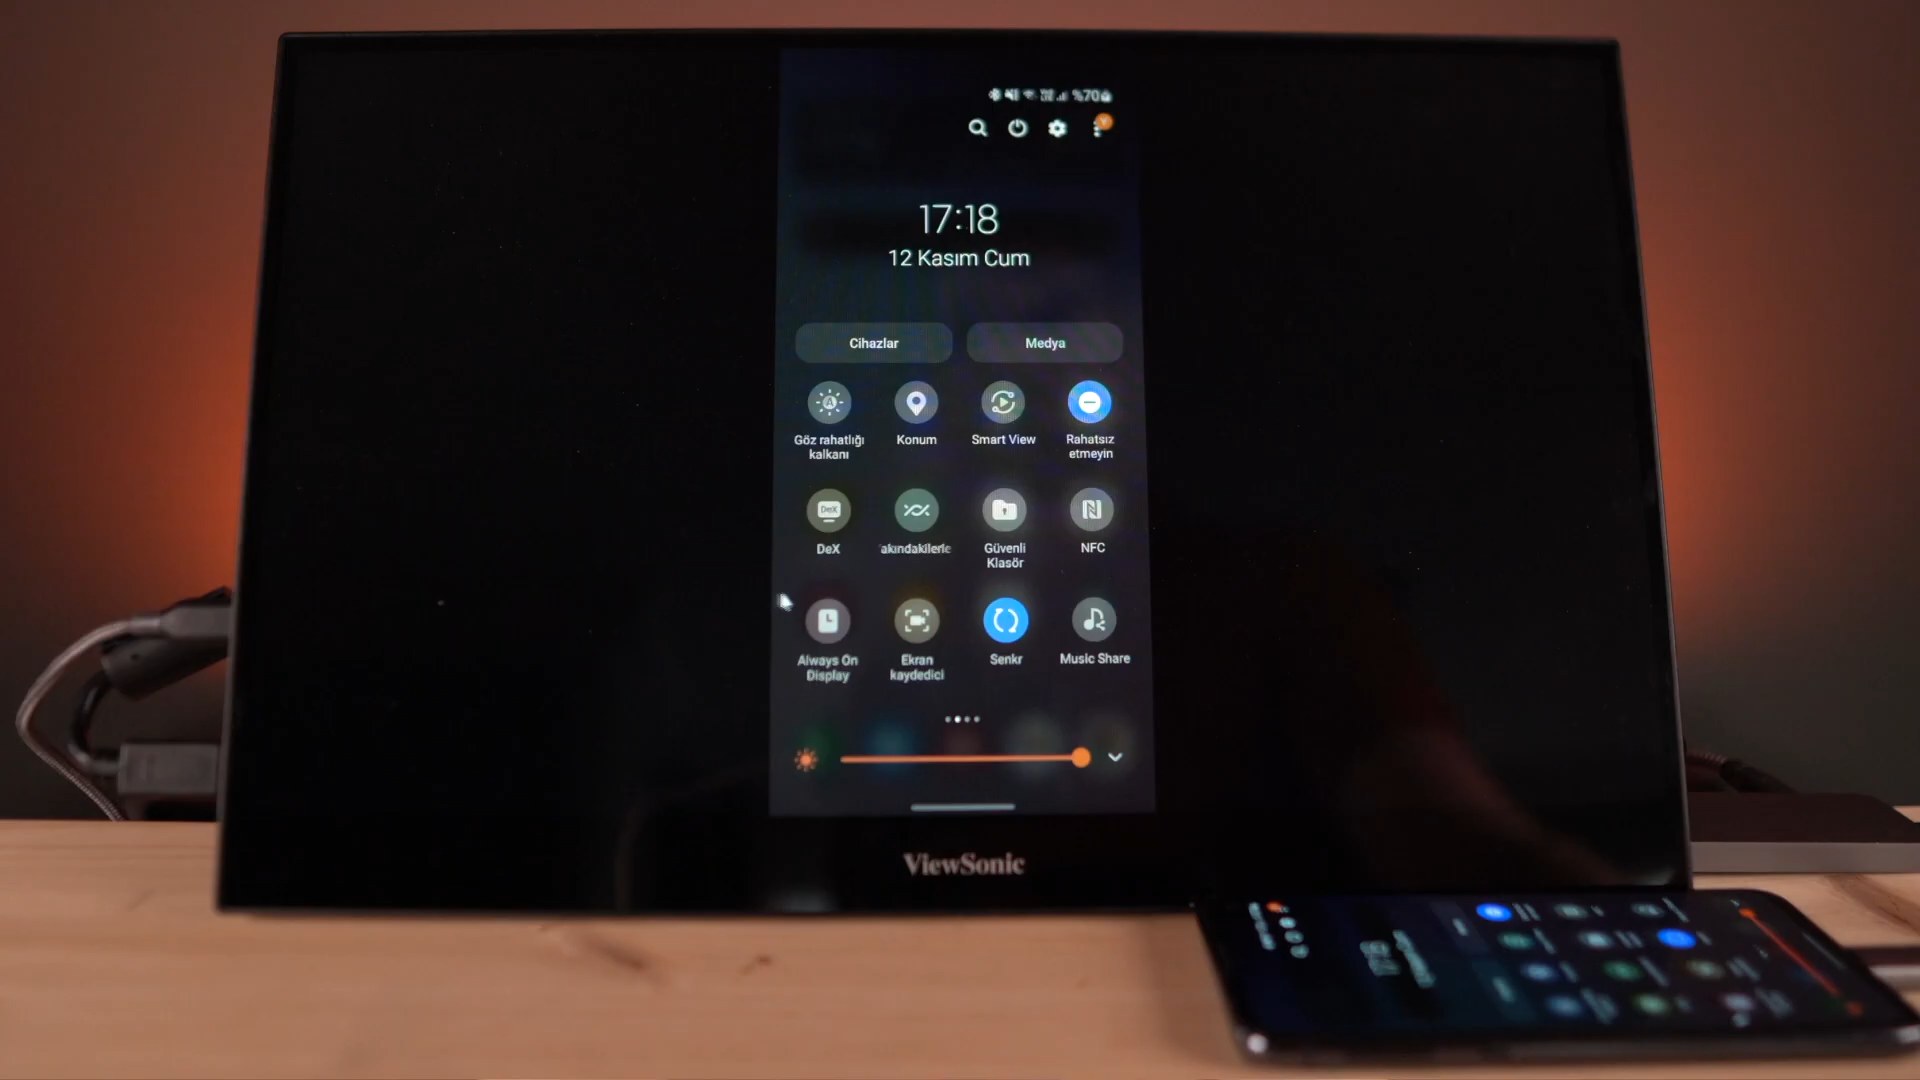 %70
17:18
12 Kasım Cum
Cihazlar
Medya
Göz rahatlığı
kalkanı
Konum
Smart View
Rahatsız
etmeyin
DeX
DeX
akındakilerle
Güvenli
Klasör
NFC
Always On
Display
Ekran
kaydedici
Senkr
Music Share
ViewSonic